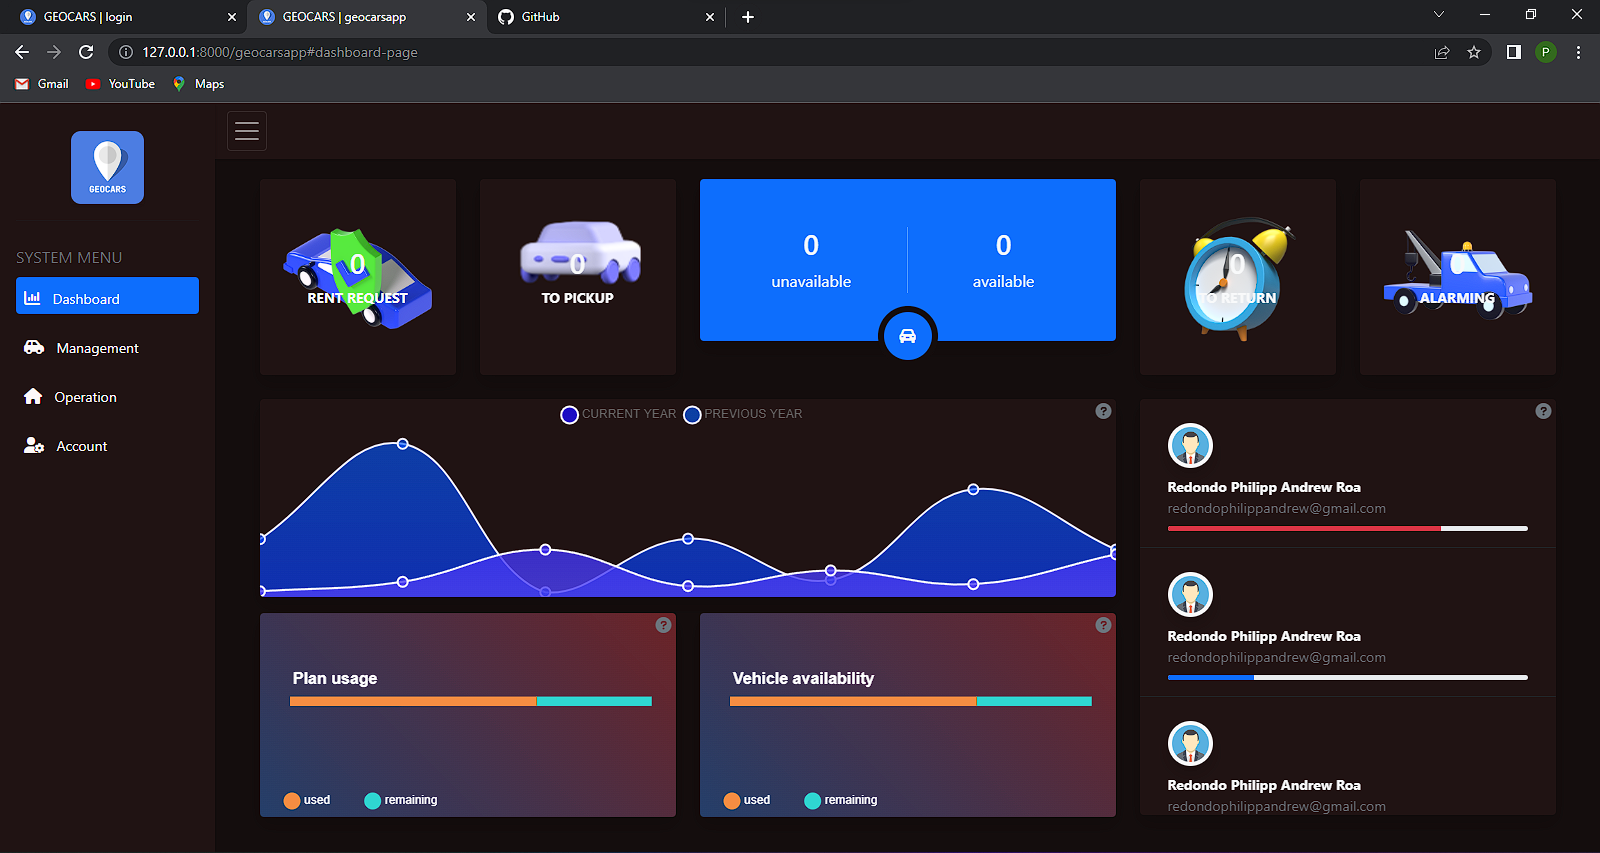 GEOCARS | login
GEOCARS | geocarsapp
GitHub
127.0.0.1:8000/geocarsapp#dashboard-page
P
Gmail
YouTube
Maps
GEOCARS
SYSTEM MENU
Dashboard
Management
Operation
Account
0
RENT REQUEST
0
TO PICKUP
0
unavailable
0
available
0
TO RETURN
ALARMING
CURRENT YEAR
PREVIOUS YEAR
?
?
Redondo Philipp Andrew Roa
redondophilippandrew@gmail.com
Redondo Philipp Andrew Roa
redondophilippandrew@gmail.com
Redondo Philipp Andrew Roa
redondophilippandrew@gmail.com
?
Plan usage
used
remaining
?
Vehicle availability
used
remaining